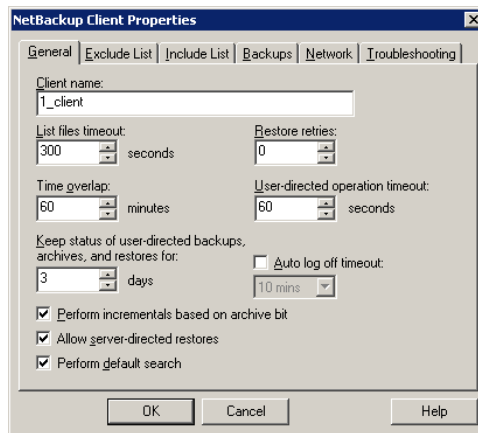 NetBackup Client Properties
General Exclude List Include List Backups Network Troubleshooting
Client name:
1_client
List files timeout: Restore retries:
300 seconds 0
Time overlap: User-directed operation timeout:
60 minutes 60 seconds
Keep status of user-directed backups,
archives, and restores for: Auto log off timeout:
3 days 10 mins
Perform incrementals based on archive bit
Allow server-directed restores
Perform default search
OK Cancel Help